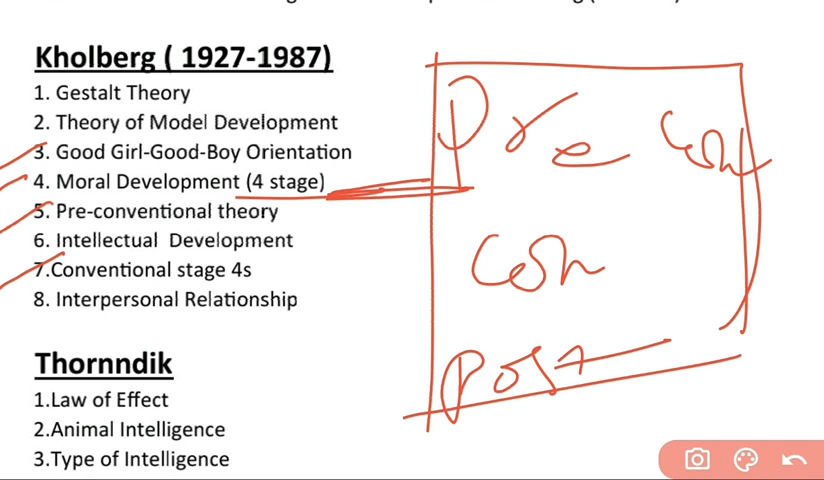 Kholberg ( 1927-1987)
1. Gestalt Theory
2. Theory of Model Development
3. Good Girl-Good-Boy Orientation
4. Moral Development (4 stage)
5. Pre-conventional theory
6. Intellectual Development
7.Conventional stage 4s
8. Interpersonal Relationship
Pre
Post
Thornndik
1.Law of Effect
2.Animal Intelligence
3.Type of Intelligence